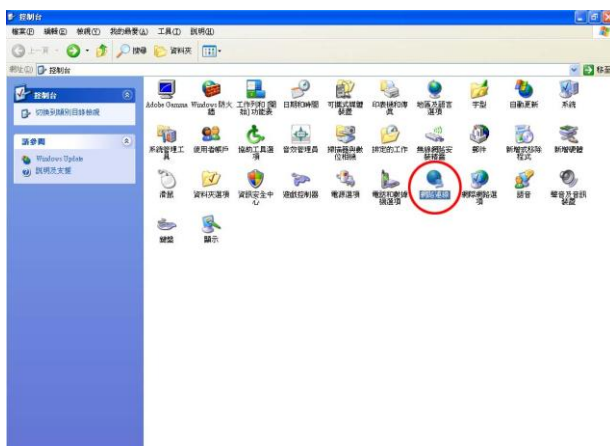 控制台
檔案(F) 編輯(E) 檢視(V) 我的最愛(A) 工具(T) 說明(H)
上一頁 搜尋 資料夾
網址(D) 控制台 移至
控制台
切換到類別目錄檢視
請參閱
Windows Update
說明及支援
Adobe Gamma Windows 防火牆 工作列和 [開始] 功能表 日期和時間 可攜式媒體裝置 印表機和傳真 地區及語言選項 字型 自動更新 系統
系統管理工具 使用者帳戶 協助工具選項 音效管理員 掃描器與數位相機 排定的工作 無線網路安裝精靈 郵件 新增或移除程式 新增硬體
滑鼠 資料夾選項 資訊安全中心 遊戲控制器 電源選項 電話和數據機選項 網路連線 網際網路選項 語音 聲音及音訊裝置
鍵盤 顯示